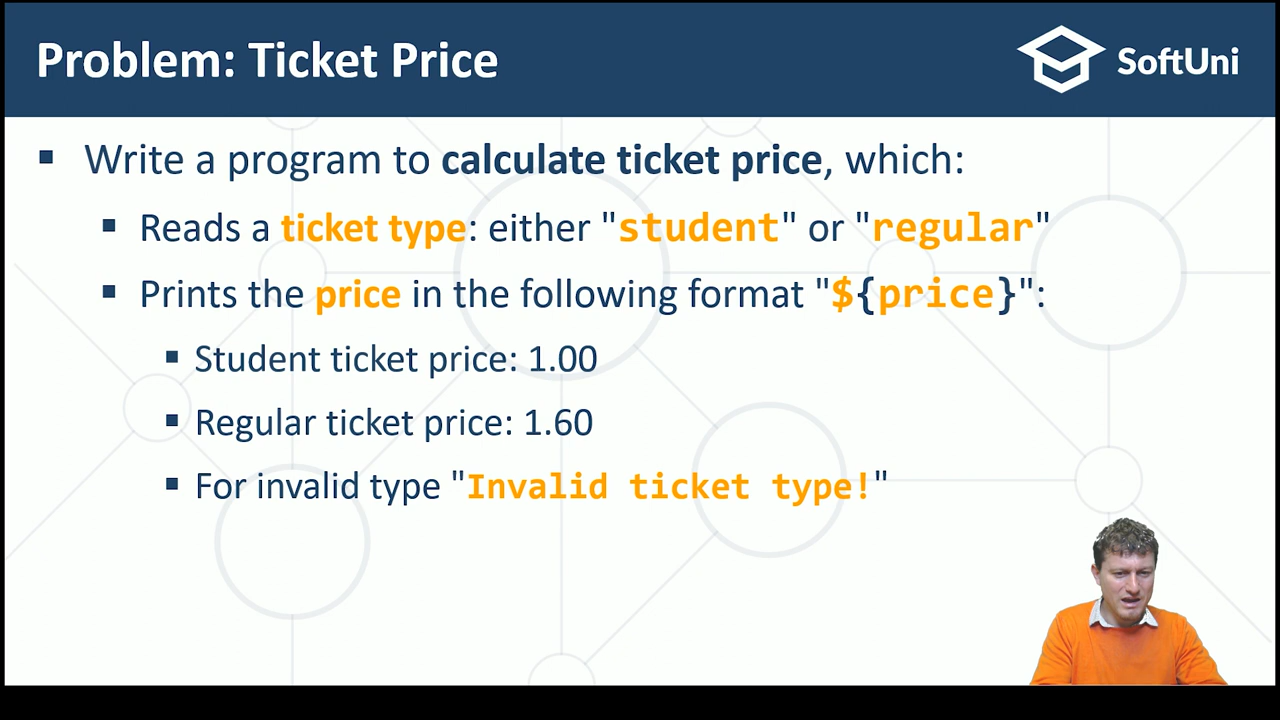 Problem: Ticket Price
SoftUni
▪ Write a program to calculate ticket price, which:
▪ Reads a ticket type: either "student" or "regular"
▪ Prints the price in the following format "${price}":
▪ Student ticket price: 1.00
▪ Regular ticket price: 1.60
▪ For invalid type "Invalid ticket type!"